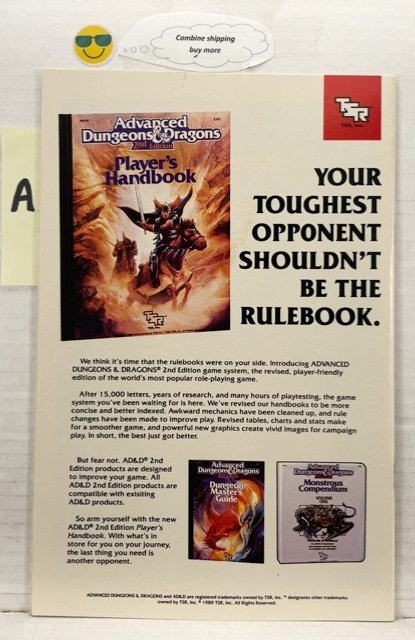 Combine shipping
buy more
A
TSR
TSR, Inc.
Advanced
Dungeons & Dragons
2nd Edition
Player's
Handbook
TSR
TSR, Inc.
YOUR
TOUGHEST
OPPONENT
SHOULDN'T
BE THE
RULEBOOK.
We think it's time that the rulebooks were on your side. Introducing ADVANCED
DUNGEONS & DRAGONS® 2nd Edition game system, the revised, player-friendly
edition of the world's most popular role-playing game.
After 15,000 letters, years of research, and many hours of playtesting, the game
system you've been waiting for is here. We've revised our handbooks to be more
concise and better indexed. Awkward mechanics have been cleaned up, and rule
changes have been made to improve play. Revised tables, charts and stats make
for a smoother game, and powerful new graphics create vivid images for campaign
play. In short, the best just got better.
But fear not. AD&D® 2nd
Edition products are designed
to improve your game. All
AD&D 2nd Edition products are
compatible with exisiting
AD&D products.
So arm yourself with the new
AD&D® 2nd Edition Player's
Handbook. With what's in
store for you on your journey,
the last thing you need is
another opponent.
Advanced
Dungeons & Dragons
Dungeon
Master's
Guide
Advanced
Dungeons & Dragons
Monstrous
Compendium
VOLUME
ONE
ADVANCED DUNGEONS & DRAGONS and AD&D are registered trademarks owned by TSR, Inc. ™ designates other trademarks
owned by TSR, Inc. ©1989 TSR, Inc. All Rights Reserved.